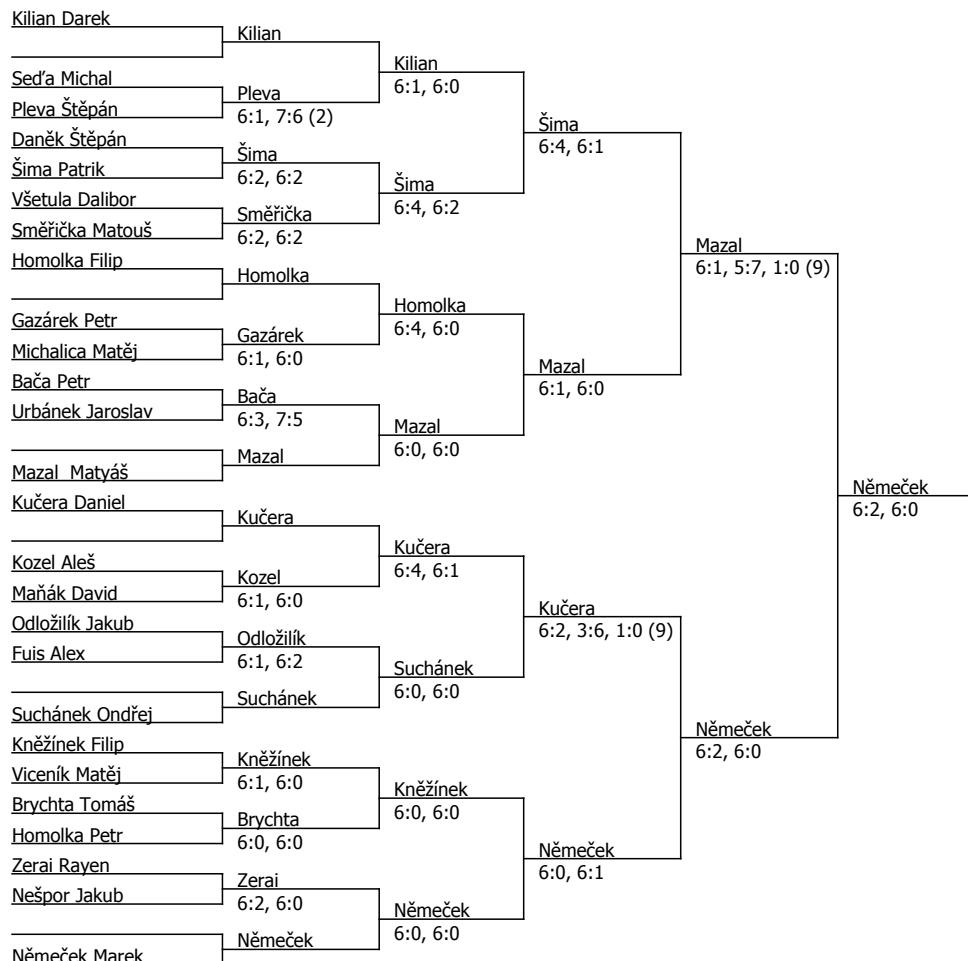 Kilian Darek
Seďa Michal
Pleva Štěpán
Daněk Štěpán
Šima Patrik
Všetula Dalibor
Směřička Matouš
Homolka Filip
Gazárek Petr
Michalica Matěj
Bača Petr
Urbánek Jaroslav
Mazal  Matyáš
Kučera Daniel
Kozel Aleš
Maňák David
Odložilík Jakub
Fuis Alex
Suchánek Ondřej
Kněžínek Filip
Viceník Matěj
Brychta Tomáš
Homolka Petr
Zerai Rayen
Nešpor Jakub
Němeček Marek
Kilian
Pleva
6:1, 7:6 (2)
Šima
6:2, 6:2
Směřička
6:2, 6:2
Homolka
Gazárek
6:1, 6:0
Bača
6:3, 7:5
Mazal
Kučera
Kozel
6:1, 6:0
Odložilík
6:1, 6:2
Suchánek
Kněžínek
6:1, 6:0
Brychta
6:0, 6:0
Zerai
6:2, 6:0
Němeček
Kilian
6:1, 6:0
Šima
6:4, 6:2
Homolka
6:4, 6:0
Mazal
6:0, 6:0
Kučera
6:4, 6:1
Suchánek
6:0, 6:0
Kněžínek
6:0, 6:0
Němeček
6:0, 6:0
Šima
6:4, 6:1
Mazal
6:1, 6:0
Kučera
6:2, 3:6, 1:0 (9)
Němeček
6:0, 6:1
Mazal
6:1, 5:7, 1:0 (9)
Němeček
6:2, 6:0
Němeček
6:2, 6:0